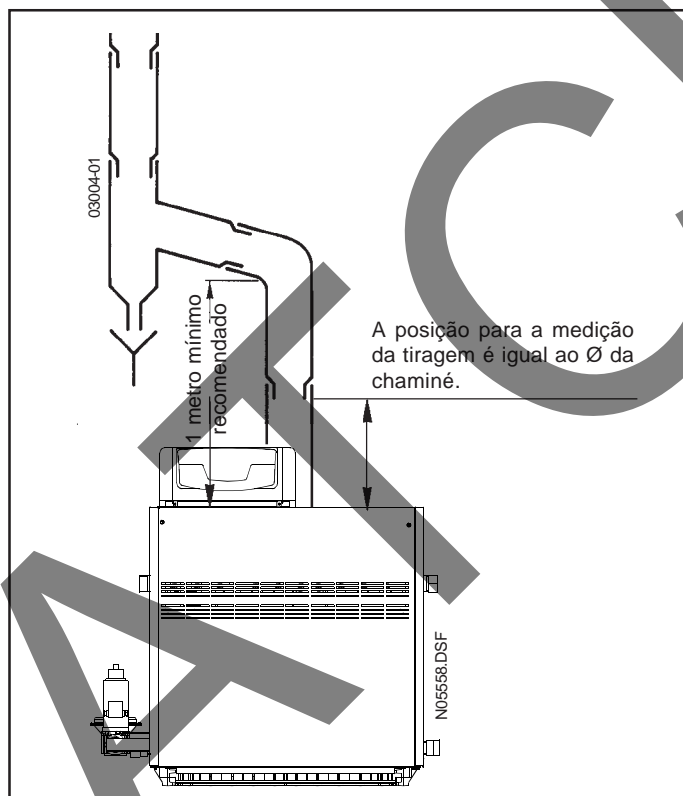 03004-01
1 metro mínimo
recomendado
A posição para a medição
da tiragem é igual ao Ø da
chaminé.
N05558.DSF